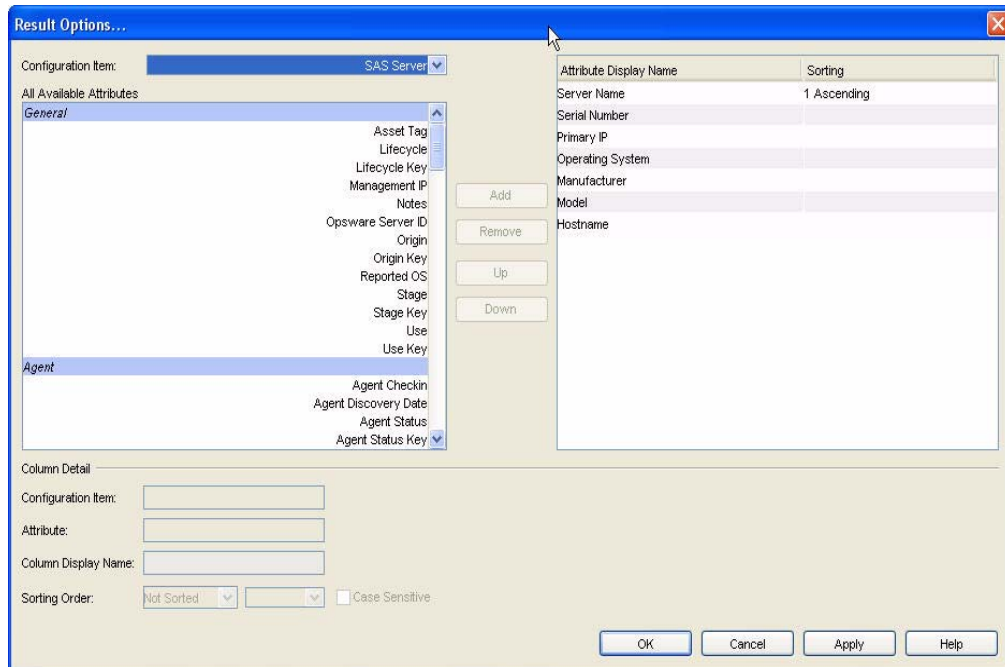 Result Options...
Configuration Item:
SAS Server
All Available Attributes
General
Asset Tag
Lifecycle
Lifecycle Key
Management IP
Notes
Opsware Server ID
Origin
Origin Key
Reported OS
Stage
Stage Key
Use
Use Key
Agent
Agent Checkin
Agent Discovery Date
Agent Status
Agent Status Key
Add
Remove
Up
Down
Attribute Display Name Sorting
Server Name 1 Ascending
Serial Number
Primary IP
Operating System
Manufacturer
Model
Hostname
Column Detail
Configuration Item:
Attribute:
Column Display Name:
Sorting Order: Not Sorted Case Sensitive
OK Cancel Apply Help